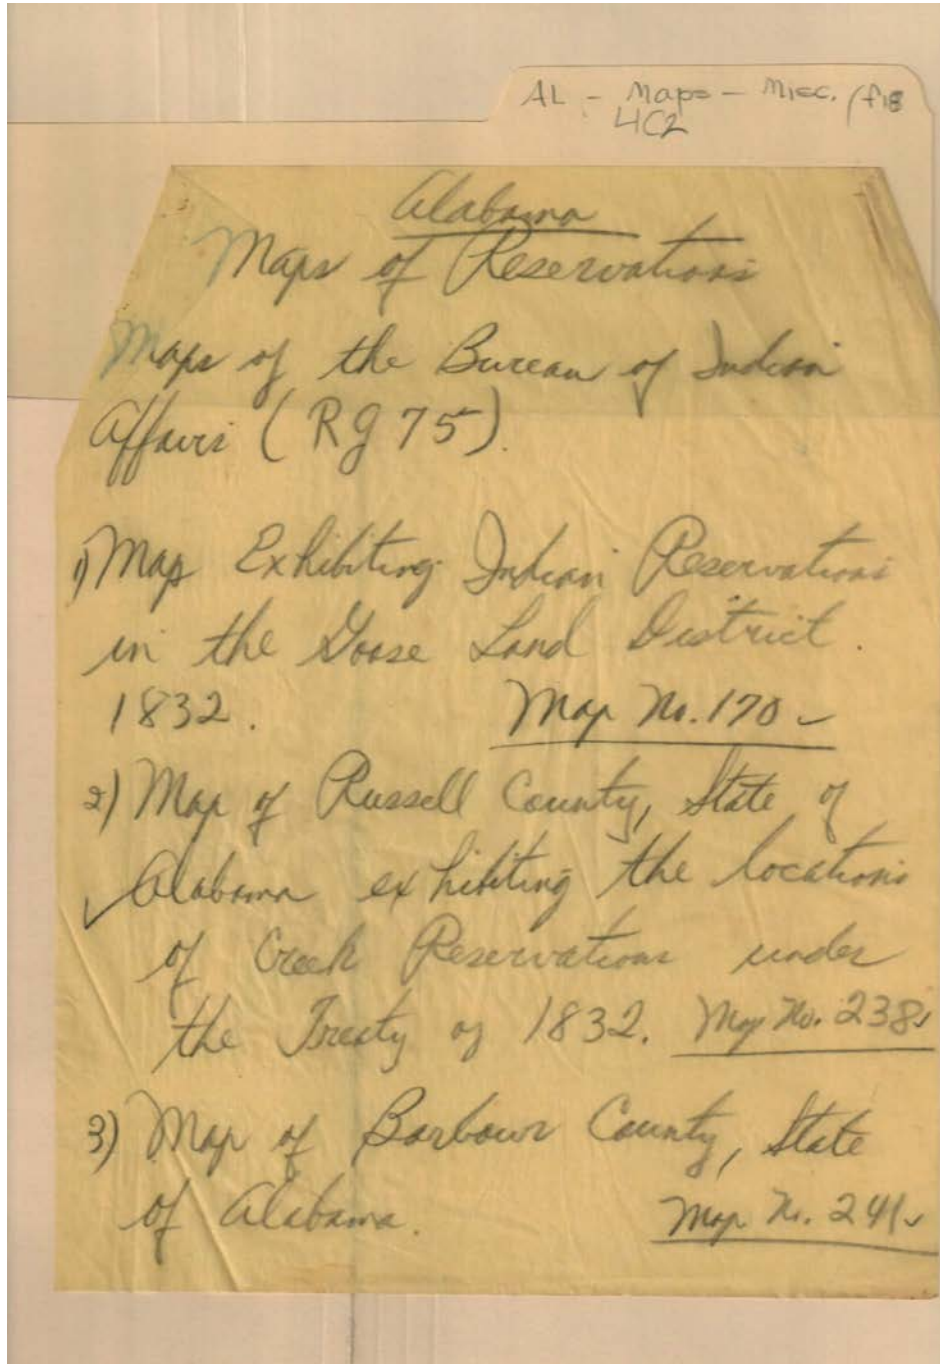 AL - Maps - Misc. (f18
4C2
Alabama
Maps of Reservations
Maps of the Bureau of Indian
Affairs (RG 75).
1) Map Exhibiting Indian Reservations
in the Goose Land District.
1832. Map No. 170 ✓
2) Map of Russell County, State of
✓ Alabama exhibiting the locations
of Creek Reservations under
the Treaty of 1832. Map No. 238 ✓
3) Map of Barbour County, State
of Alabama. Map No. 241 ✓